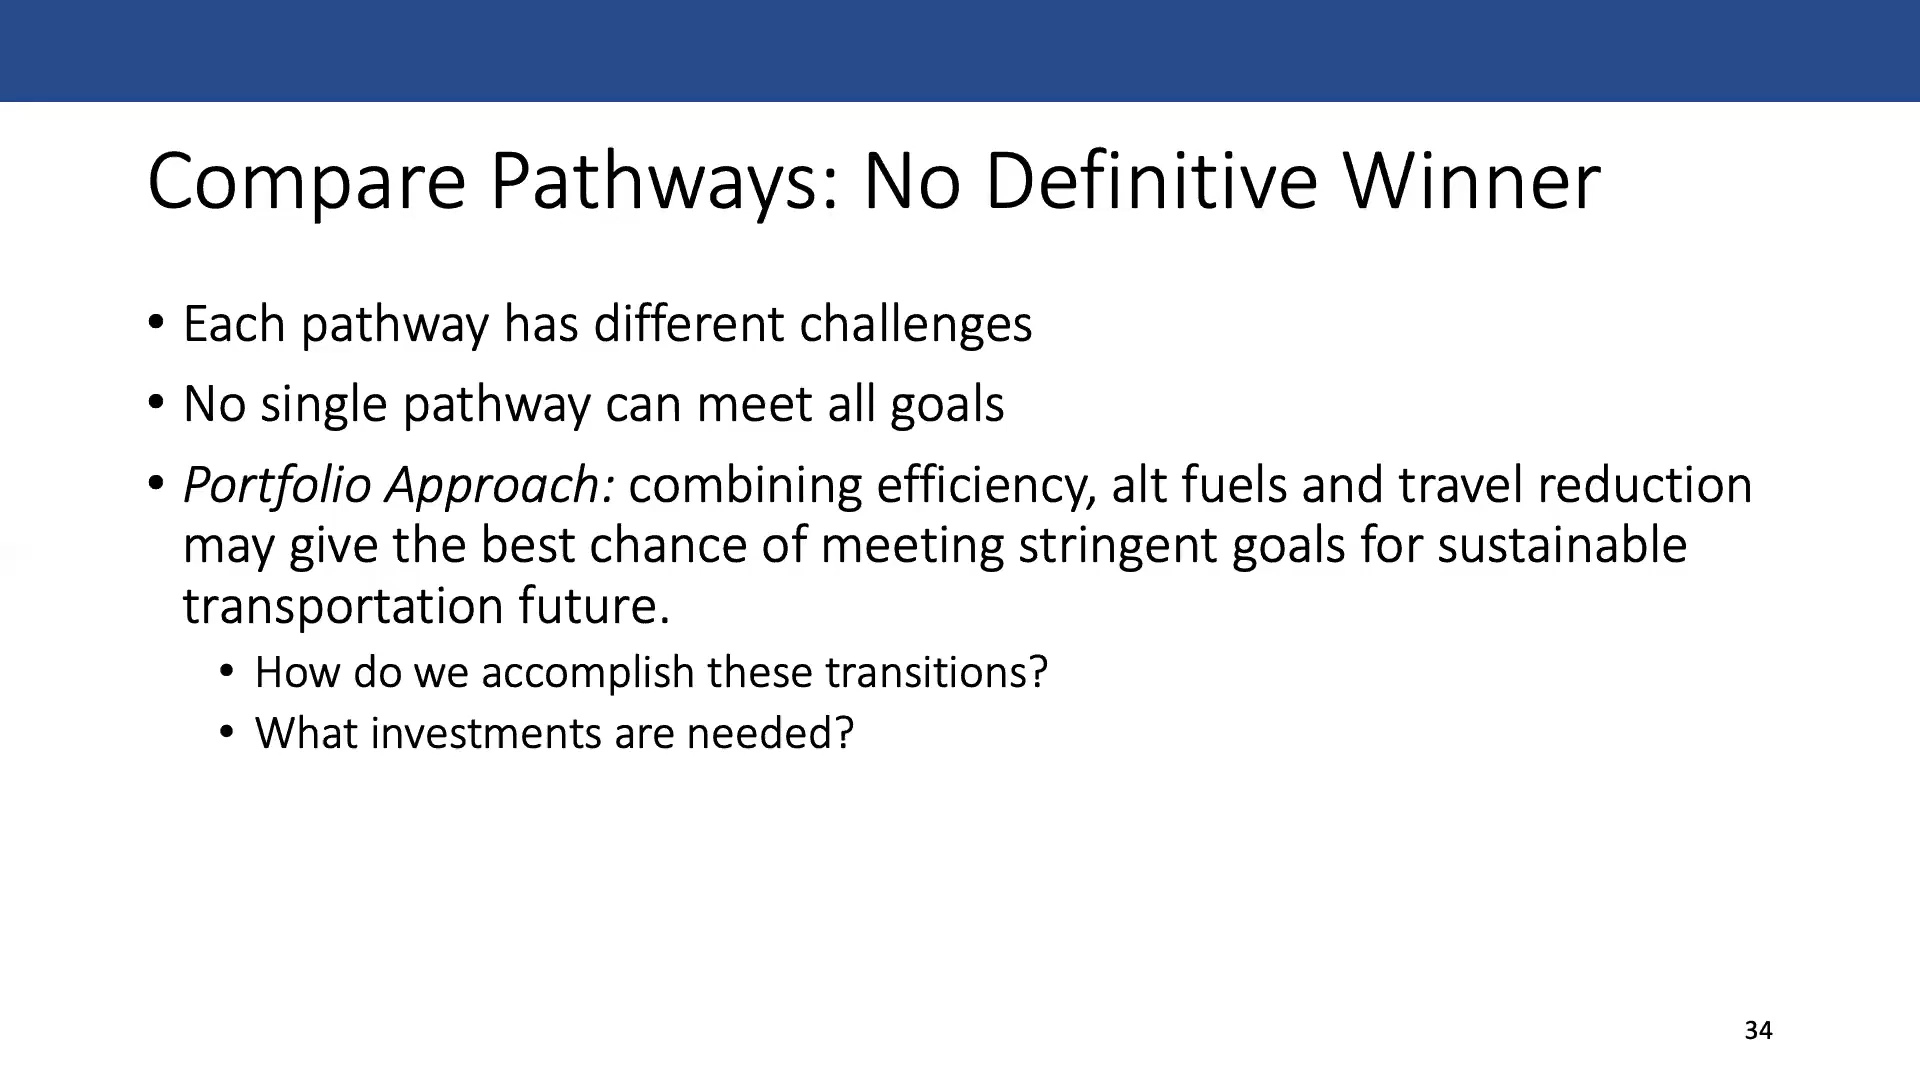 Compare Pathways: No Definitive Winner
• Each pathway has different challenges
• No single pathway can meet all goals
• Portfolio Approach: combining efficiency, alt fuels and travel reduction
may give the best chance of meeting stringent goals for sustainable
transportation future.
• How do we accomplish these transitions?
• What investments are needed?
34